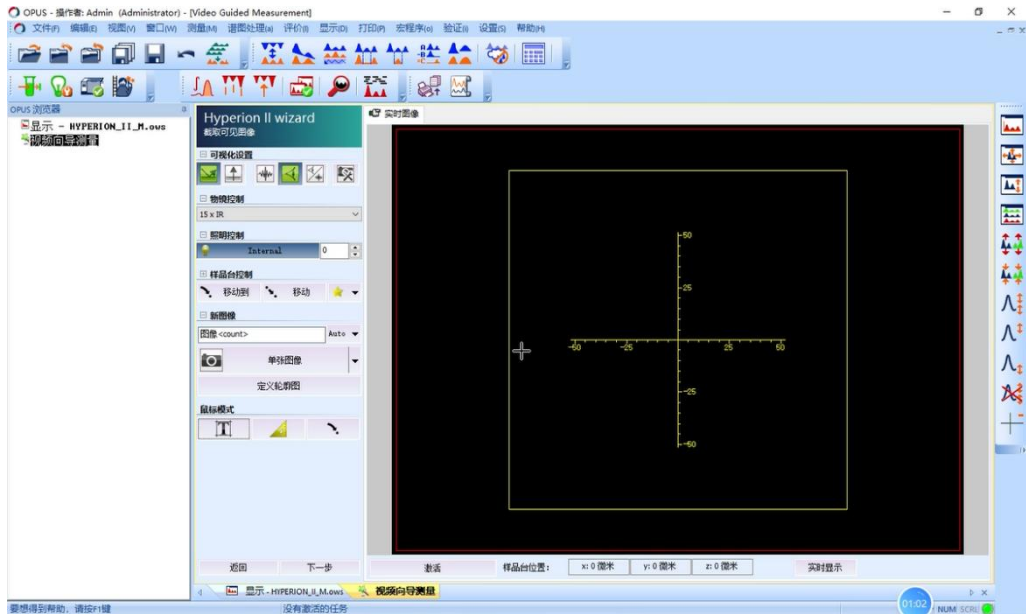 OPUS - 操作者: Admin (Administrator) - [Video Guided Measurement]
文件(F) 编辑(E) 视图(V) 窗口(W) 测量(M) 谱图处理(a) 评价(i) 显示(D) 打印(P) 宏程序(o) 验证(i) 设置(S) 帮助(H)
OPUS 浏览器
显示 - HYPERION_II_M.ows
视频向导测量
Hyperion II wizard
截取可见图像
可视化设置
物镜控制
15 x IR
照明控制
Internal 0
样品台控制
移动到 移动
新图像
图像<count> Auto
单张图像
定义轮廓图
鼠标模式
返回 下一步
实时图像
50
25
-50 -25 25 50
-25
-50
激活 样品台位置: x: 0 微米 y: 0 微米 z: 0 微米 实时显示
显示 - HYPERION_II_M.ows 视频向导测量
要想得到帮助, 请按F1键 没有激活的任务 01:02 NUM SCRL